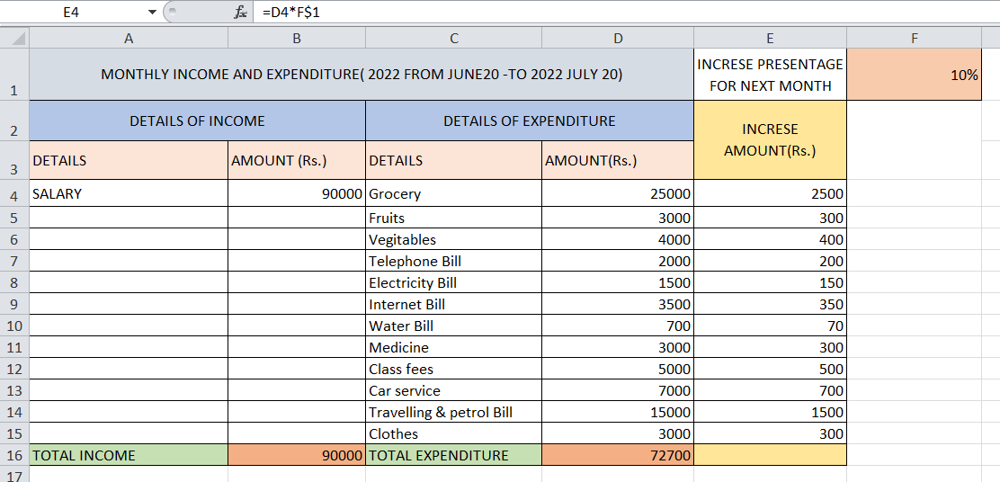 E4 =D4*F$1
A B C D E F
1 MONTHLY INCOME AND EXPENDITURE( 2022 FROM JUNE20 -TO 2022 JULY 20) INCRESE PRESENTAGE FOR NEXT MONTH 10%
2 DETAILS OF INCOME DETAILS OF EXPENDITURE INCRESE AMOUNT(Rs.)
3 DETAILS AMOUNT (Rs.) DETAILS AMOUNT(Rs.)
4 SALARY 90000 Grocery 25000 2500
5 Fruits 3000 300
6 Vegitables 4000 400
7 Telephone Bill 2000 200
8 Electricity Bill 1500 150
9 Internet Bill 3500 350
10 Water Bill 700 70
11 Medicine 3000 300
12 Class fees 5000 500
13 Car service 7000 700
14 Travelling & petrol Bill 15000 1500
15 Clothes 3000 300
16 TOTAL INCOME 90000 TOTAL EXPENDITURE 72700
17